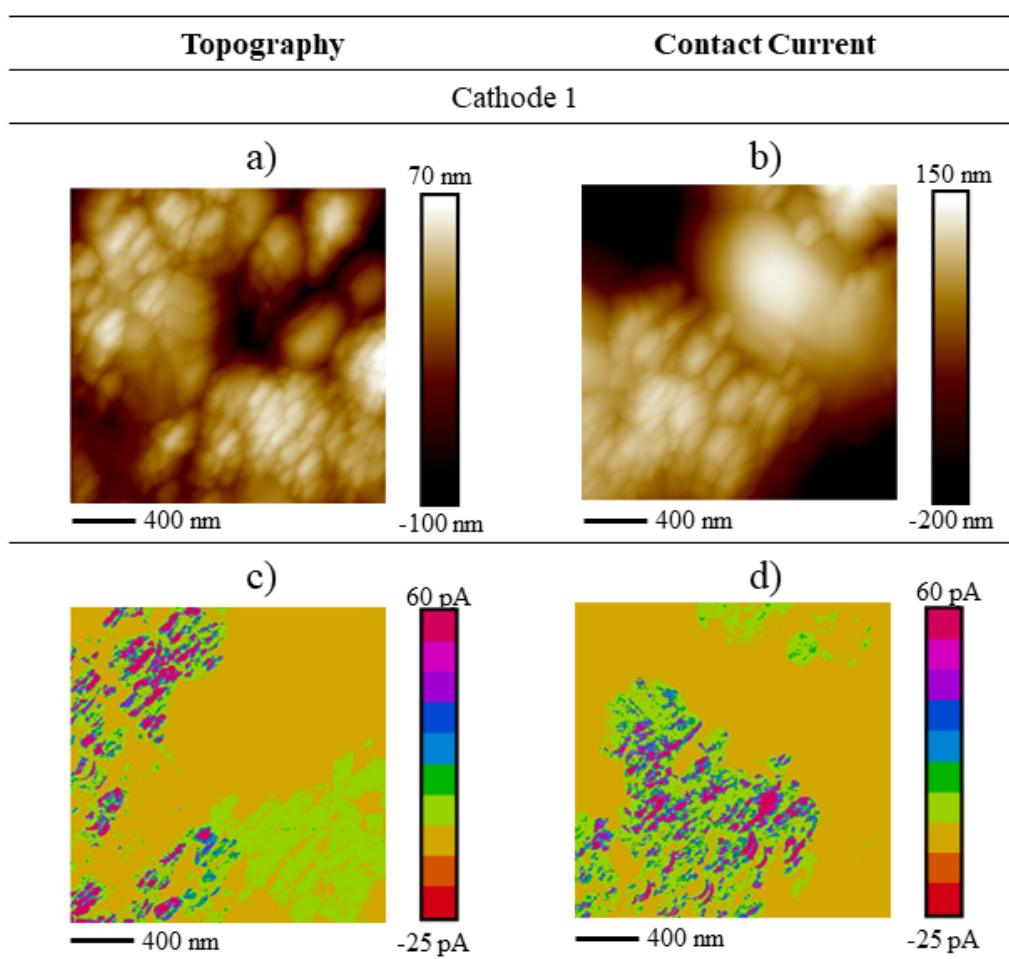 Topography Contact Current
Cathode 1
a) b)
70 nm 150 nm
-100 nm -200 nm
400 nm 400 nm
c) d)
60 pA 60 pA
-25 pA -25 pA
400 nm 400 nm